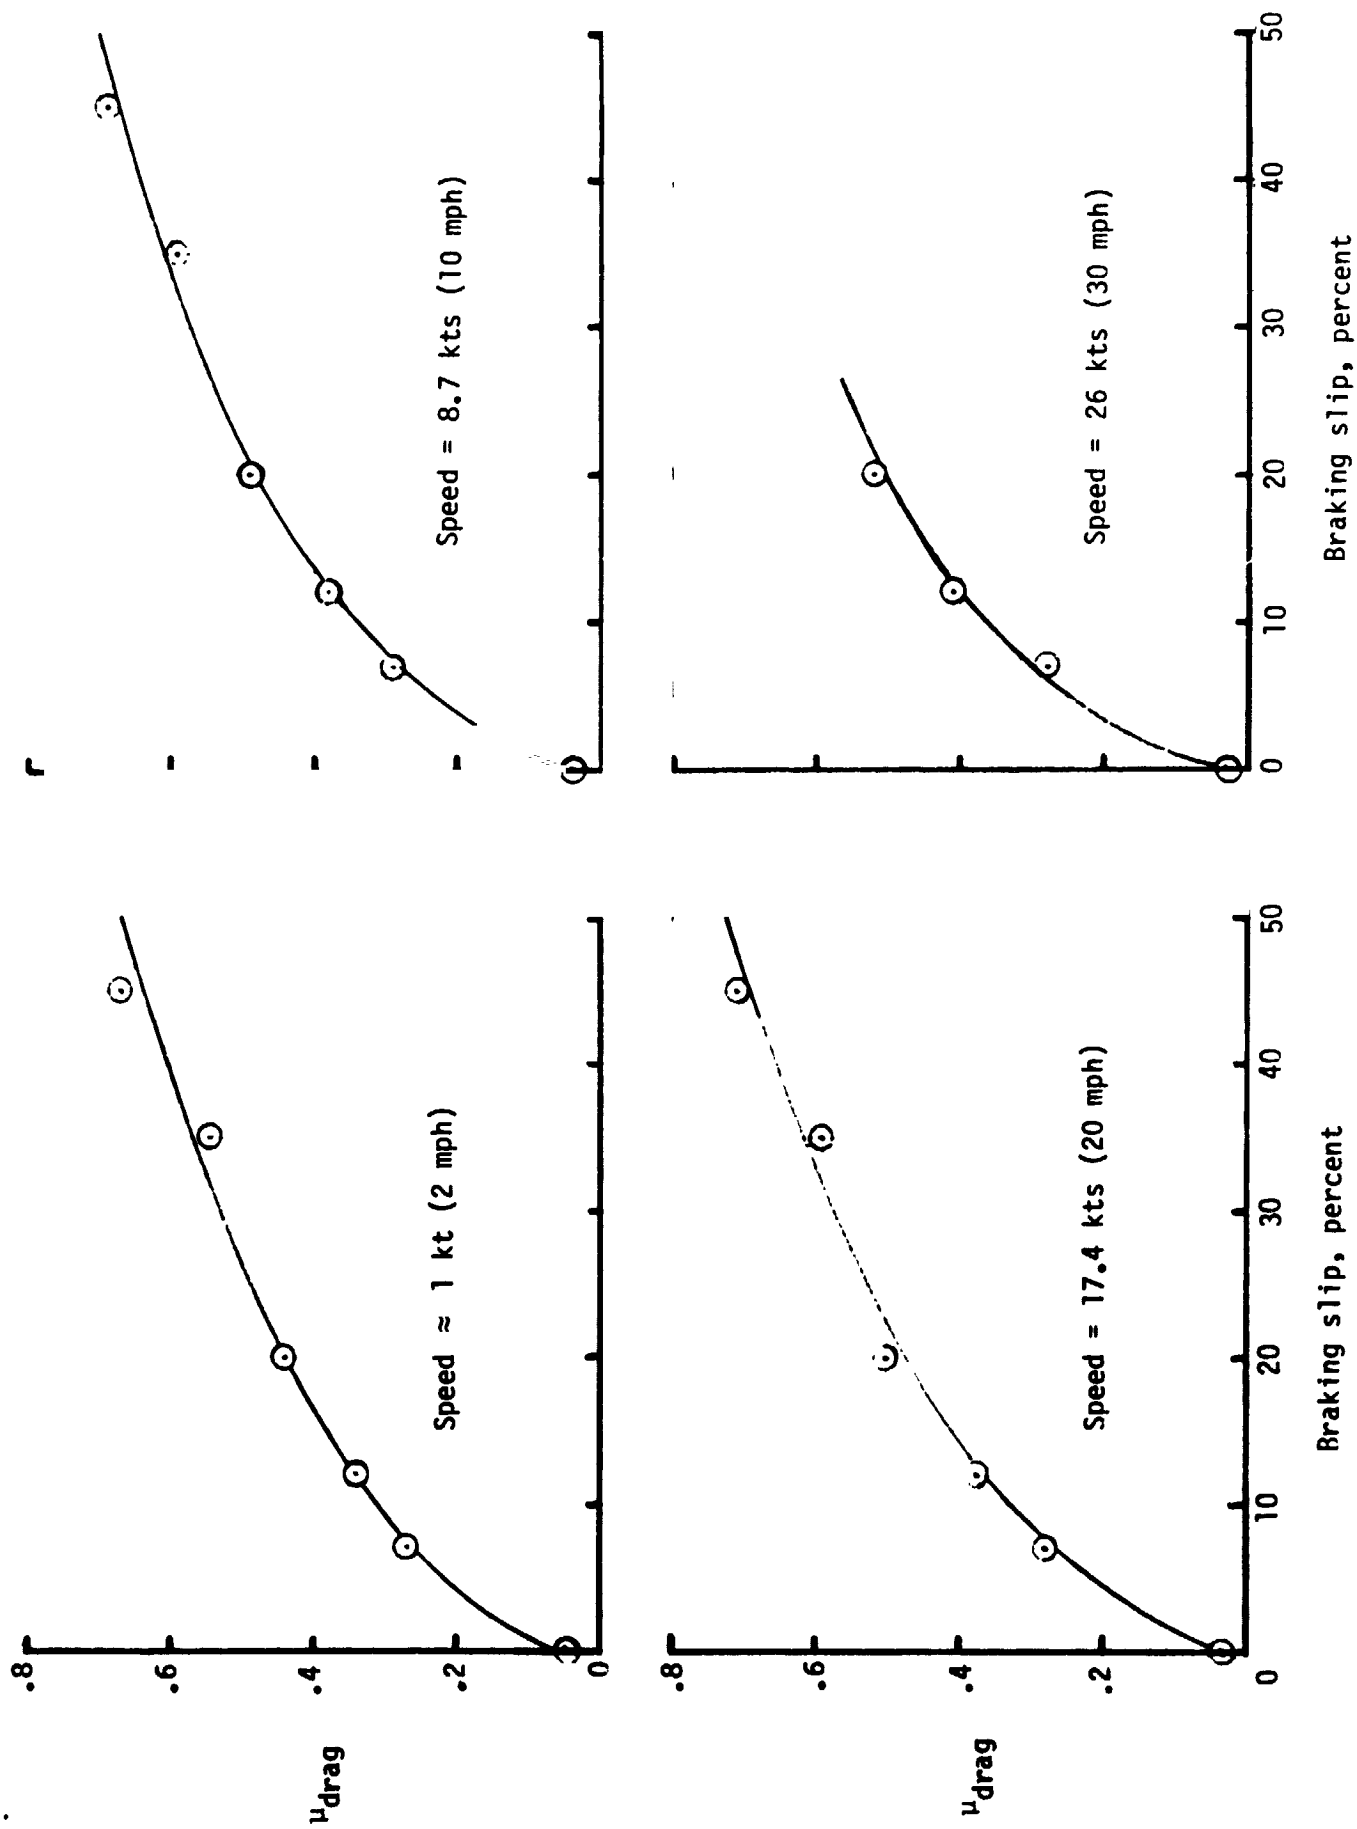 .8
.6
.4
.2
0
μdrag
Speed ≈ 1 kt (2 mph)
Speed = 8.7 kts (10 mph)
.8
.6
.4
.2
0
μdrag
Speed = 17.4 kts (20 mph)
10
20
30
40
50
Braking slip, percent
Speed = 26 kts (30 mph)
0
10
20
30
40
50
Braking slip, percent